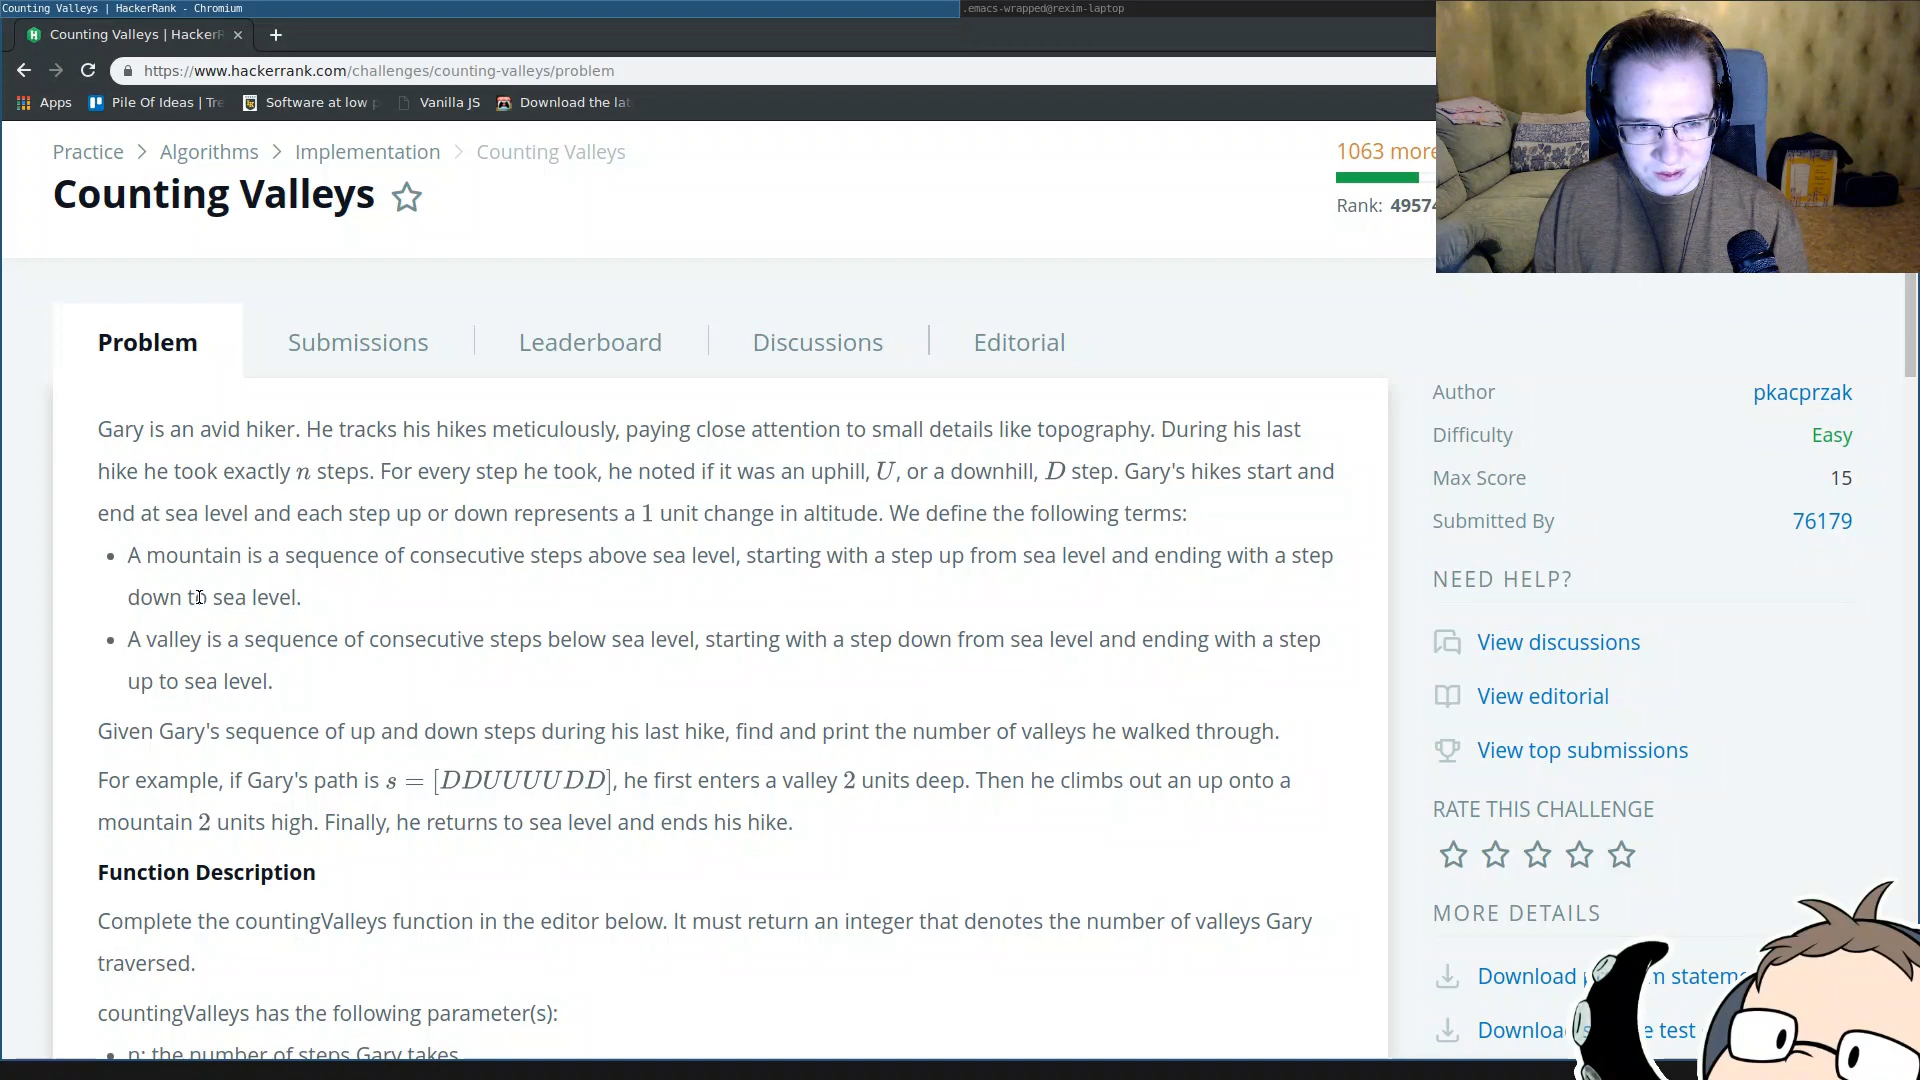 Counting Valleys | HackerRank - Chromium
.emacs-wrapped@rexim-laptop
Counting Valleys | Hacker
https://www.hackerrank.com/challenges/counting-valleys/problem
Apps
Pile Of Ideas | Tre
Software at low p
Vanilla JS
Download the lat
Practice > Algorithms > Implementation > Counting Valleys
Counting Valleys
1063 more
Rank: 49574
Problem
Submissions
Leaderboard
Discussions
Editorial
Gary is an avid hiker. He tracks his hikes meticulously, paying close attention to small details like topography. During his last
hike he took exactly n steps. For every step he took, he noted if it was an uphill, U, or a downhill, D step. Gary's hikes start and
end at sea level and each step up or down represents a 1 unit change in altitude. We define the following terms:
• A mountain is a sequence of consecutive steps above sea level, starting with a step up from sea level and ending with a step
down to sea level.
• A valley is a sequence of consecutive steps below sea level, starting with a step down from sea level and ending with a step
up to sea level.
Given Gary's sequence of up and down steps during his last hike, find and print the number of valleys he walked through.
For example, if Gary's path is s = [DDUUUUDD], he first enters a valley 2 units deep. Then he climbs out an up onto a
mountain 2 units high. Finally, he returns to sea level and ends his hike.
Function Description
Complete the countingValleys function in the editor below. It must return an integer that denotes the number of valleys Gary
traversed.
countingValleys has the following parameter(s):
• n: the number of steps Gary takes
Author pkacprzak
Difficulty Easy
Max Score 15
Submitted By 76179
NEED HELP?
View discussions
View editorial
View top submissions
RATE THIS CHALLENGE
MORE DETAILS
Download
m statem
Download
e test